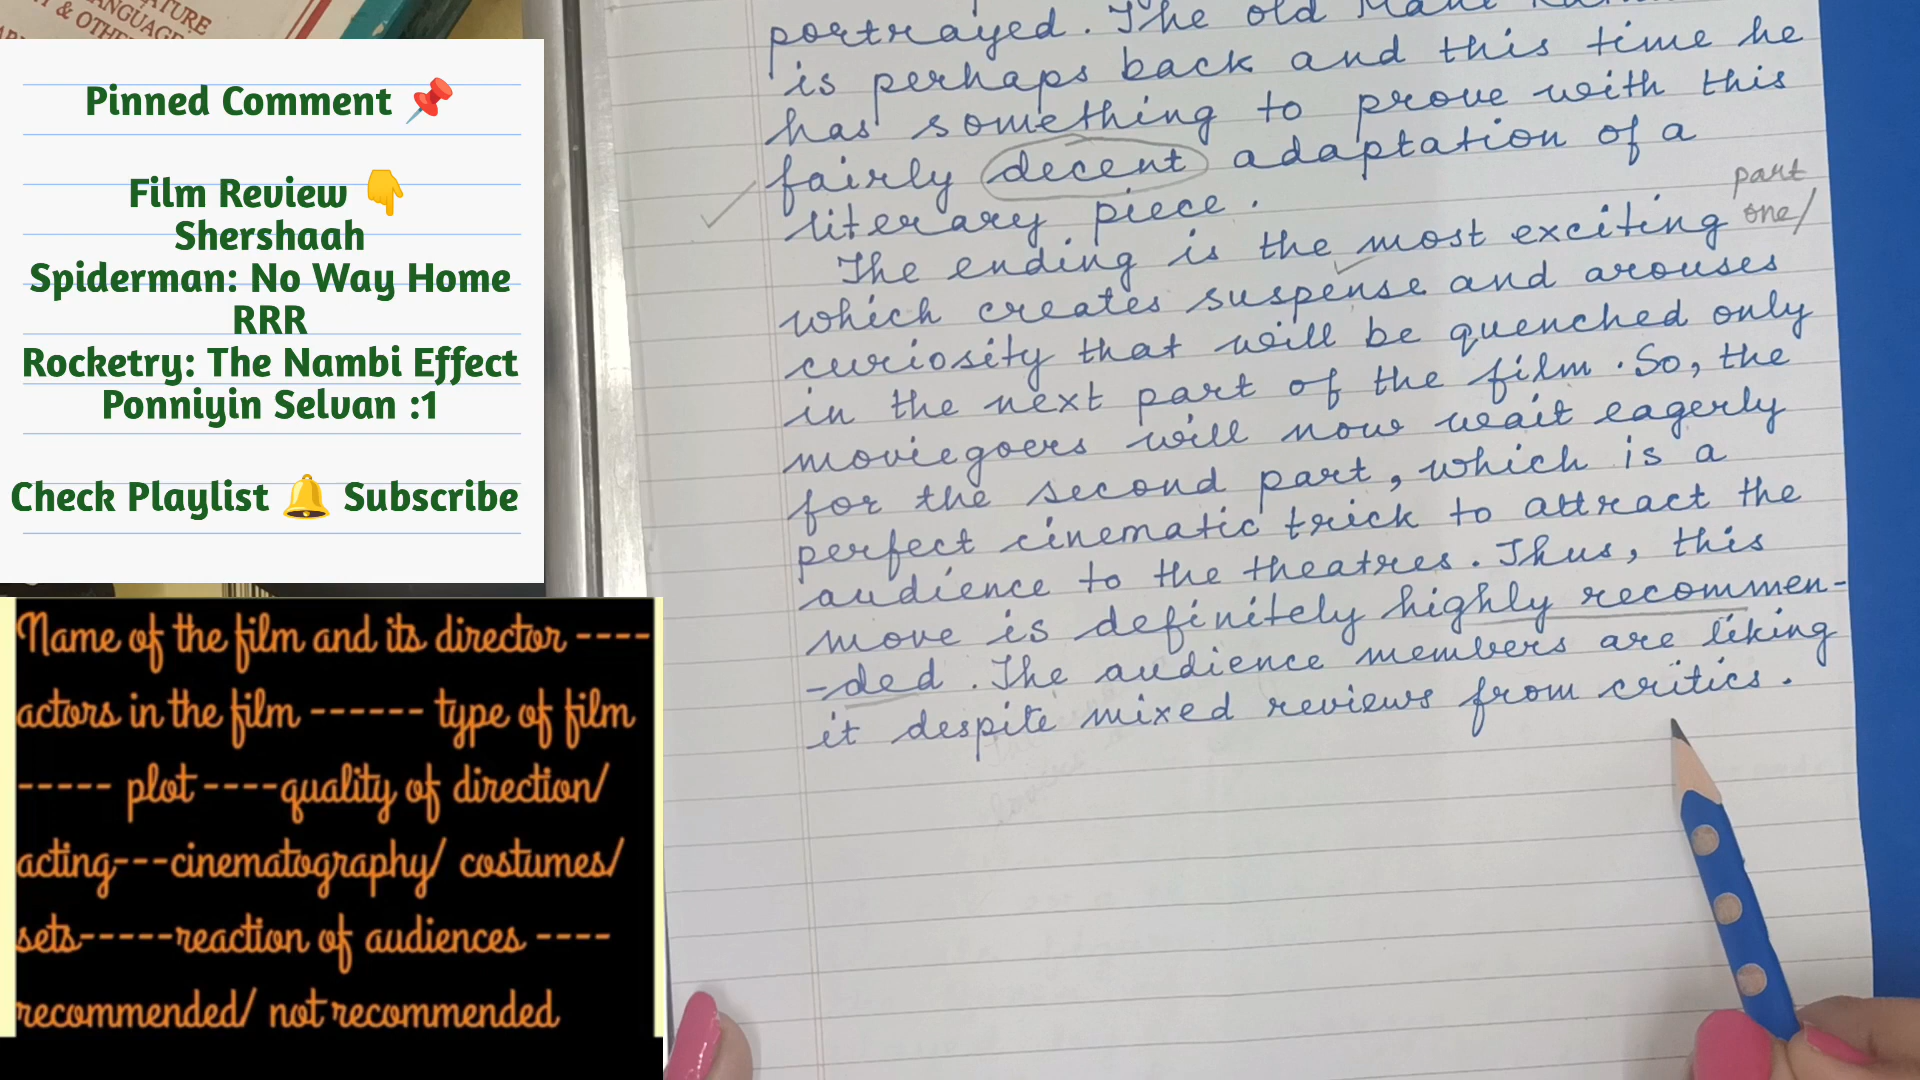 ATURE
LANGUAGE
& OTHE
Pinned Comment 📌
Film Review 👇
Shershaah
Spiderman: No Way Home
RRR
Rocketry: The Nambi Effect
Ponniyin Selvan :1
Check Playlist 🔔 Subscribe
Name of the film and its director ----
actors in the film ------ type of film
----- plot ----quality of direction/
acting---cinematography/ costumes/
sets-----reaction of audiences ----
recommended/ not recommended
portrayed. The old Mani
is perhaps back and this time he
has something to prove with this
fairly decent adaptation of a
literary piece.
part
The ending is the most exciting one/
which creates suspense and arouses
curiosity that will be quenched only
in the next part of the film. So, the
moviegoers will now wait eagerly
for the second part, which is a
perfect cinematic trick to attract the
audience to the theatres. Thus, this
move is definitely highly recommen-
-ded. The audience members are liking
it despite mixed reviews from critics.